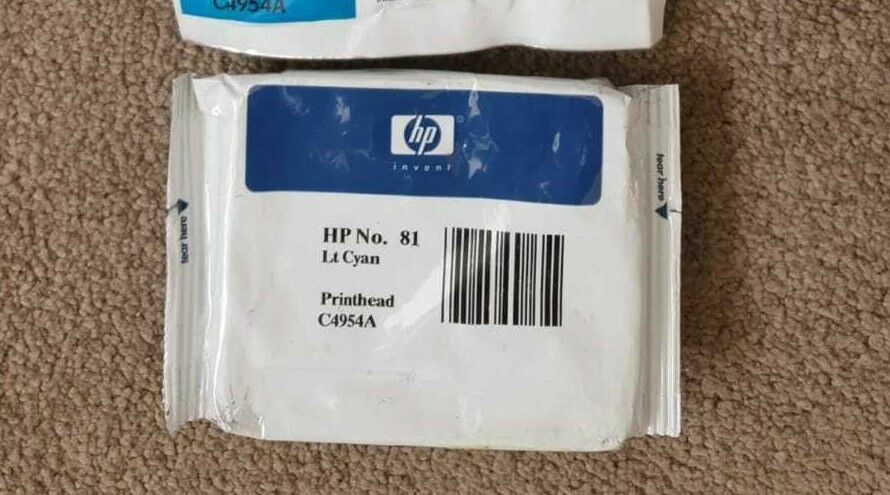 C4954A
hp
®
invent
tear here
HP No. 81
Lt Cyan
Printhead
C4954A
tear here